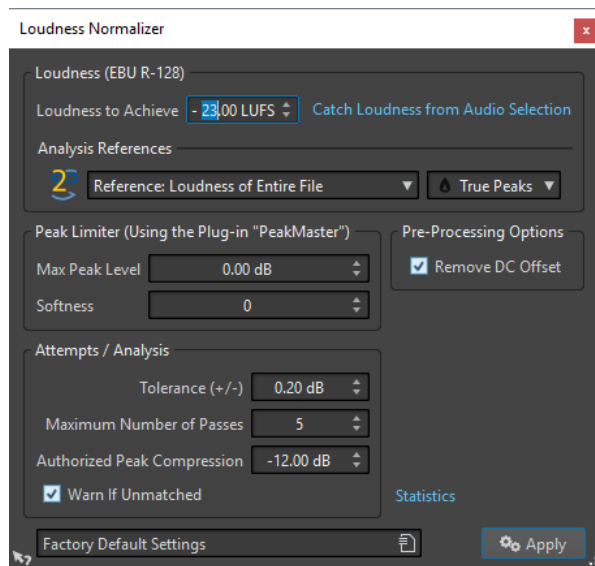 Loudness Normalizer
x
Loudness (EBU R-128)
Loudness to Achieve - 23,00 LUFS Catch Loudness from Audio Selection
Analysis References
2 Reference: Loudness of Entire File True Peaks
Peak Limiter (Using the Plug-in "PeakMaster") Pre-Processing Options
Max Peak Level 0.00 dB Remove DC Offset
Softness 0
Attempts / Analysis
Tolerance (+/-) 0.20 dB
Maximum Number of Passes 5
Authorized Peak Compression -12.00 dB
Warn If Unmatched Statistics
Factory Default Settings Apply
?